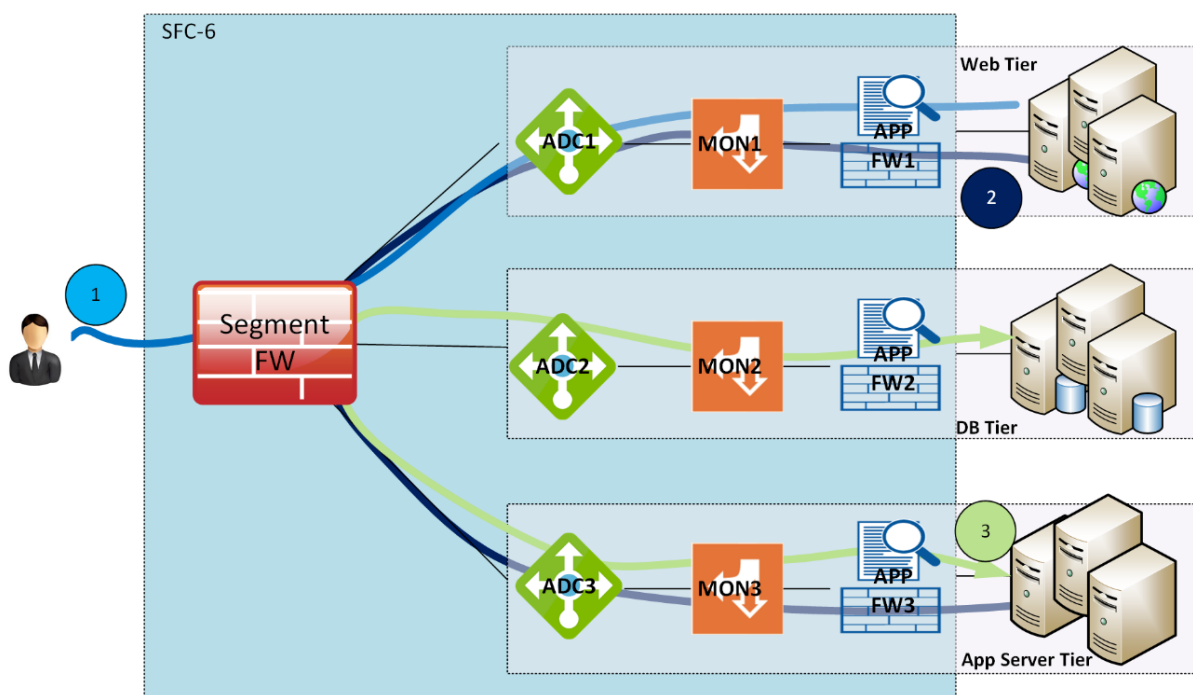 SFC-6
Web Tier
ADC1
MON1
APP
FW1
2
1
Segment
FW
ADC2
MON2
APP
FW2
DB Tier
3
ADC3
MON3
APP
FW3
App Server Tier